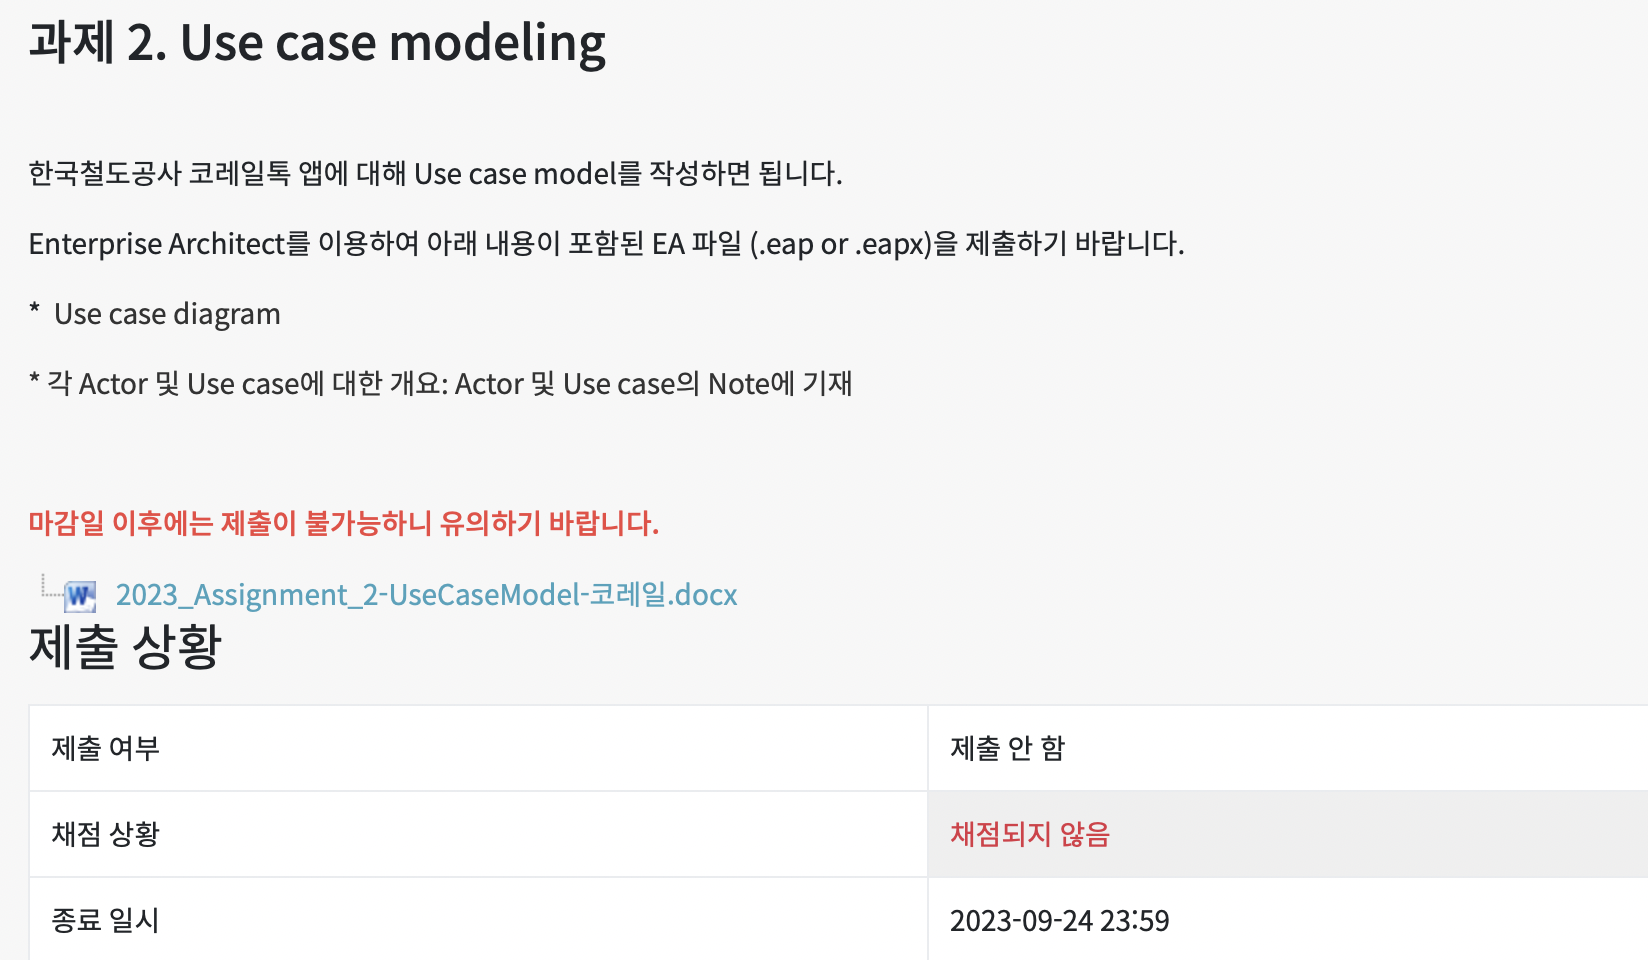 과제 2. Use case modeling
한국철도공사 코레일톡 앱에 대해 Use case model를 작성하면 됩니다.
Enterprise Architect를 이용하여 아래 내용이 포함된 EA 파일 (.eap or .eapx)을 제출하기 바랍니다.
* Use case diagram
* 각 Actor 및 Use case에 대한 개요: Actor 및 Use case의 Note에 기재
마감일 이후에는 제출이 불가능하니 유의하기 바랍니다.
W 2023_Assignment_2-UseCaseModel-코레일.docx
제출 상황
제출 여부 제출 안 함
채점 상황 채점되지 않음
종료 일시 2023-09-24 23:59